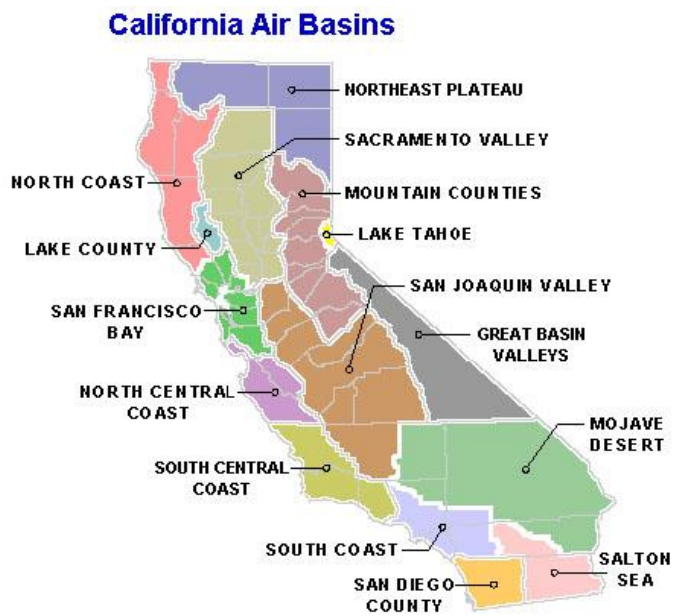 California Air Basins
NORTHEAST PLATEAU
SACRAMENTO VALLEY
NORTH COAST
MOUNTAIN COUNTIES
LAKE COUNTY
LAKE TAHOE
SAN JOAQUIN VALLEY
SAN FRANCISCO
BAY
GREAT BASIN
VALLEYS
NORTH CENTRAL
COAST
MOJAVE
DESERT
SOUTH CENTRAL
COAST
SOUTH COAST
SALTON
SEA
SAN DIEGO
COUNTY